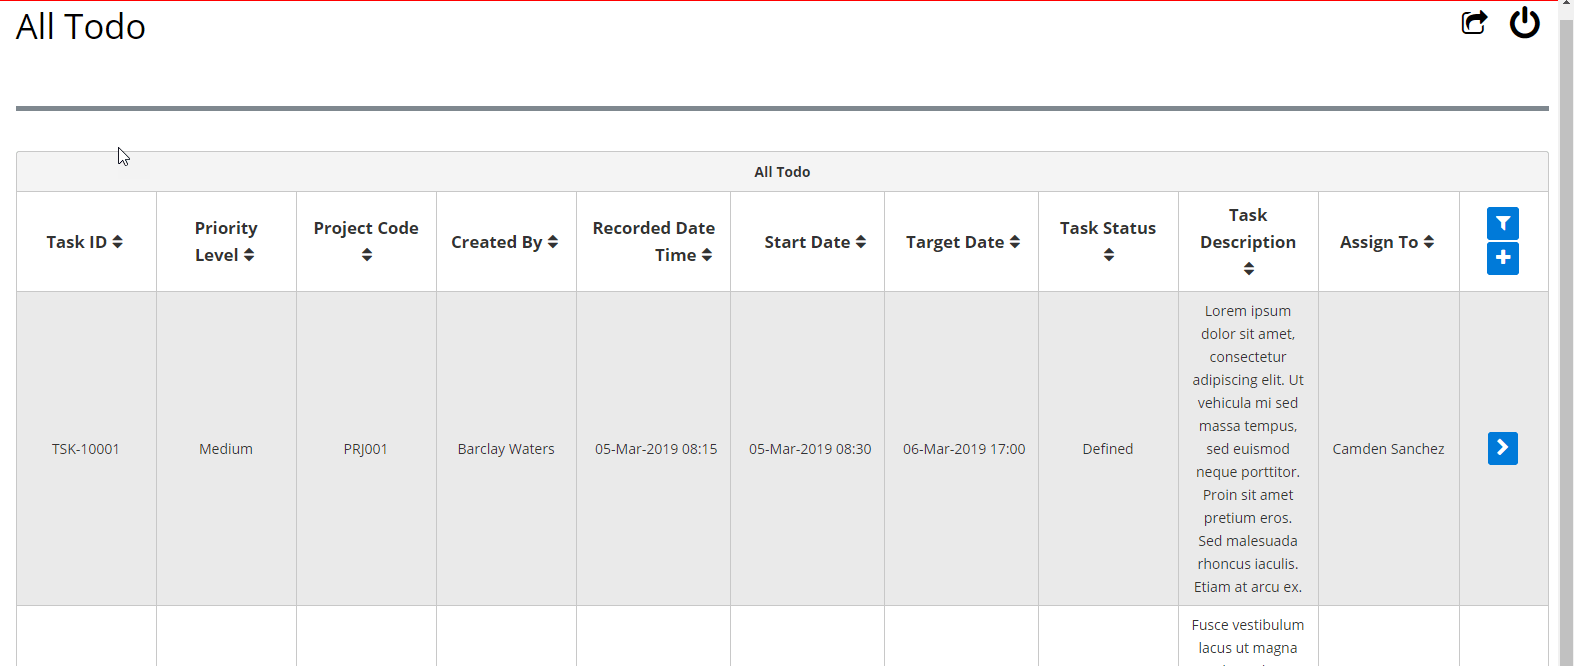 All Todo
All Todo
Task ID
Priority
Level
Project Code
Created By
Recorded Date
Time
Start Date
Target Date
Task Status
Task
Description
Assign To
TSK-10001
Medium
PRJ001
Barclay Waters
05-Mar-2019 08:15
05-Mar-2019 08:30
06-Mar-2019 17:00
Defined
Lorem ipsum
dolor sit amet,
consectetur
adipiscing elit. Ut
vehicula mi sed
massa tempus,
sed euismod
neque porttitor.
Proin sit amet
pretium eros.
Sed malesuada
rhoncus iaculis.
Etiam at arcu ex.
Camden Sanchez
Fusce vestibulum
lacus ut magna